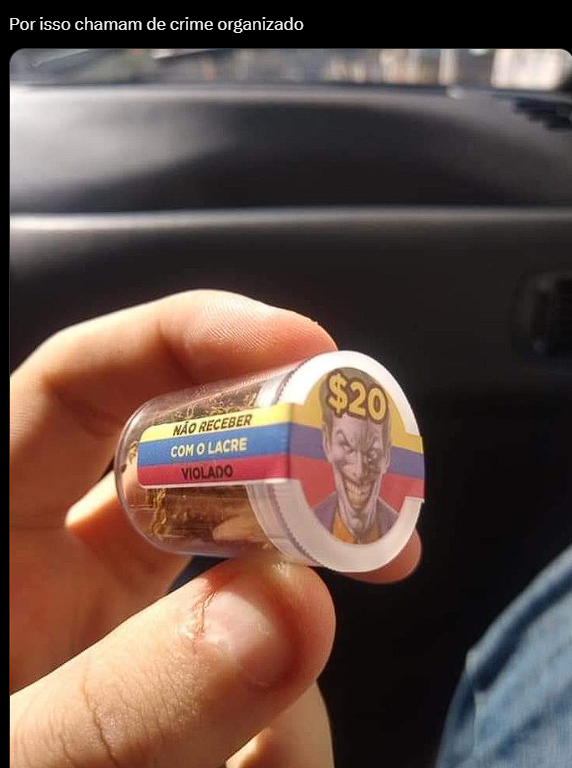 Por isso chamam de crime organizado
$20
NÃO RECEBER
COM O LACRE
VIOLADO